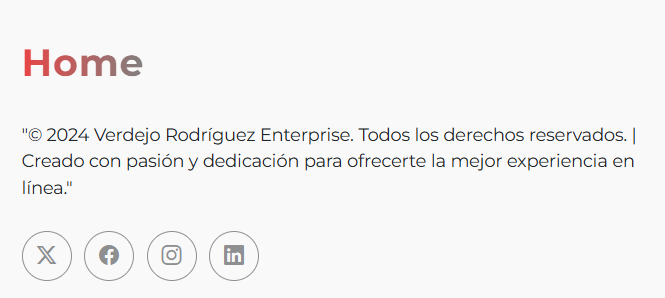 Home
"© 2024 Verdejo Rodríguez Enterprise. Todos los derechos reservados. |
Creado con pasión y dedicación para ofrecerte la mejor experiencia en
línea."